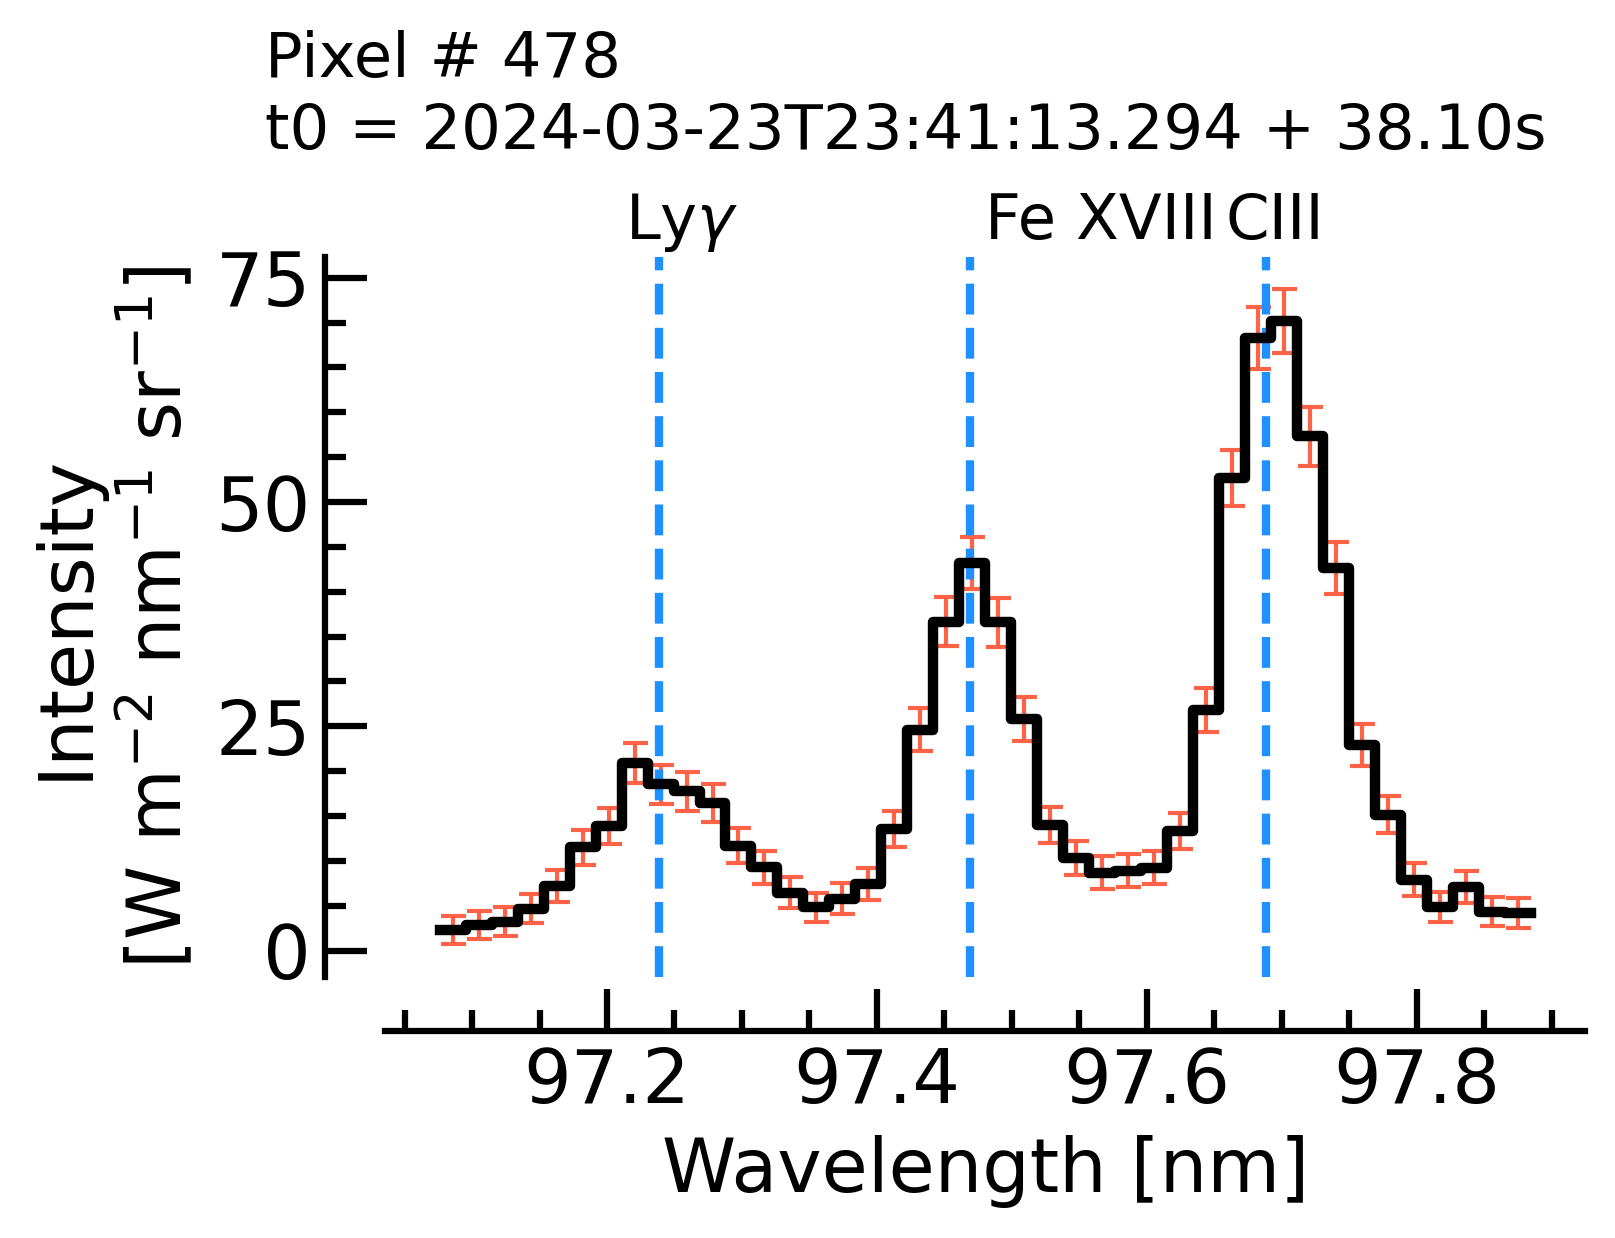 Pixel # 478
t0 = 2024-03-23T23:41:13.294 + 38.10s
Lyγ Fe XVIII CIII
Intensity
[W m⁻² nm⁻¹ sr⁻¹]
75
50
25
0
97.2 97.4 97.6 97.8
Wavelength [nm]